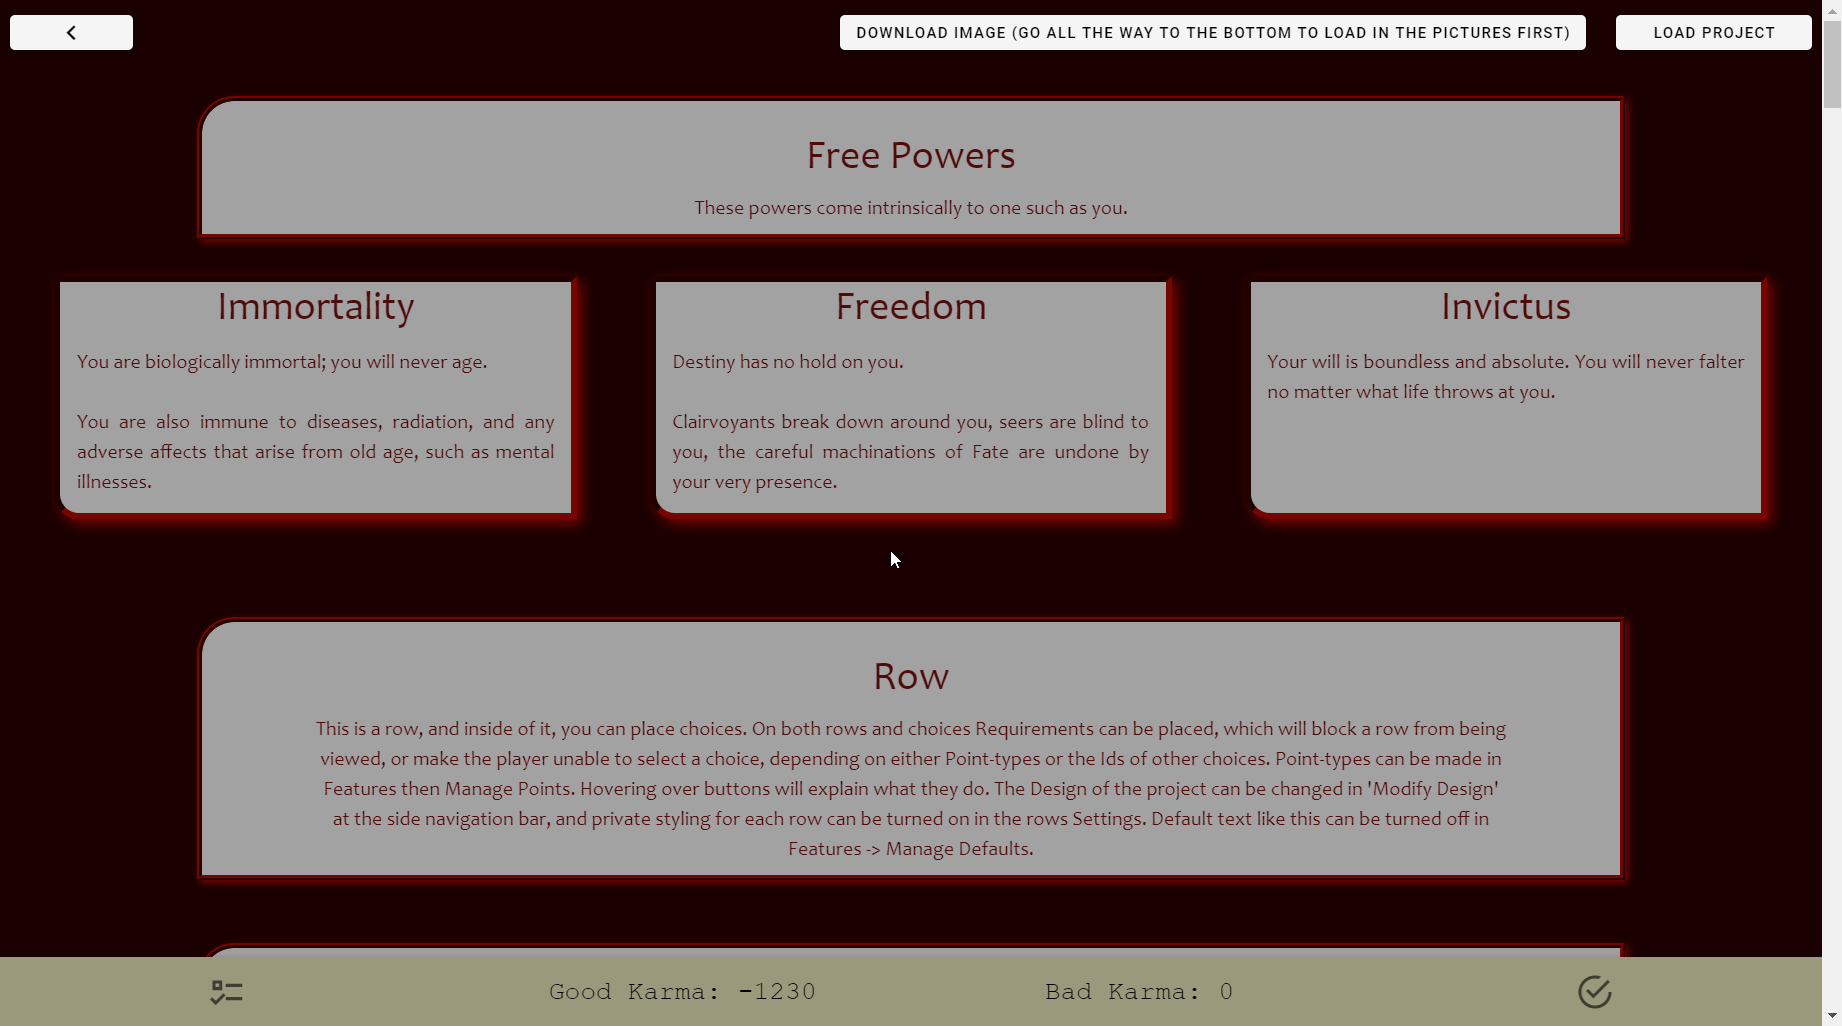 DOWNLOAD IMAGE (GO ALL THE WAY TO THE BOTTOM TO LOAD IN THE PICTURES FIRST)
LOAD PROJECT
Free Powers
These powers come intrinsically to one such as you.
Immortality
You are biologically immortal; you will never age.
You are also immune to diseases, radiation, and any
adverse affects that arise from old age, such as mental
illnesses.
Freedom
Destiny has no hold on you.
Clairvoyants break down around you, seers are blind to
you, the careful machinations of Fate are undone by
your very presence.
Invictus
Your will is boundless and absolute. You will never falter
no matter what life throws at you.
Row
This is a row, and inside of it, you can place choices. On both rows and choices Requirements can be placed, which will block a row from being
viewed, or make the player unable to select a choice, depending on either Point-types or the Ids of other choices. Point-types can be made in
Features then Manage Points. Hovering over buttons will explain what they do. The Design of the project can be changed in 'Modify Design'
at the side navigation bar, and private styling for each row can be turned on in the rows Settings. Default text like this can be turned off in
Features -> Manage Defaults.
Good Karma: -1230
Bad Karma: 0